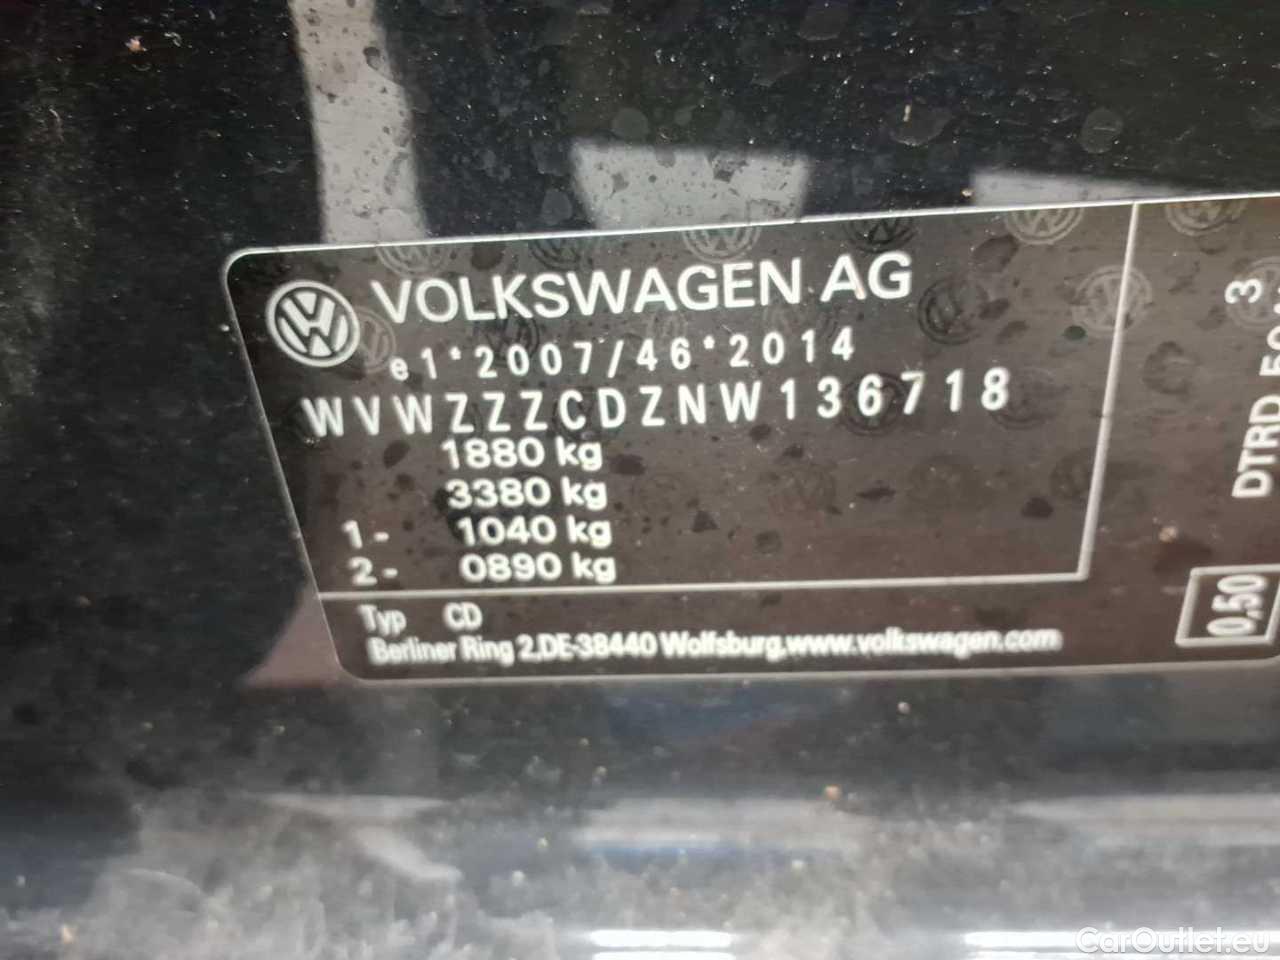 VOLKSWAGEN AG
e1*2007/46*2014
WVWZZZCDZNW136718
1880 kg
3380 kg
1- 1040 kg
2- 0890 kg
Typ CD
Berliner Ring 2,DE-38440 Wolfsburg,www.volkswagen.com
DTRD
3
0,50
CarOutlet.eu